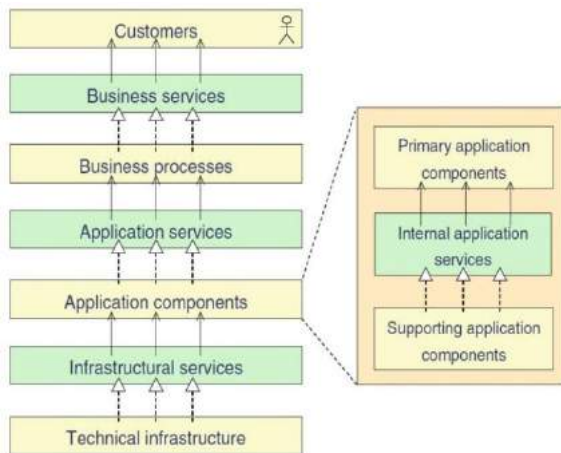 Customers
Business services
Business processes
Application services
Application components
Infrastructural services
Technical infrastructure
Primary application
components
Internal application
services
Supporting application
components